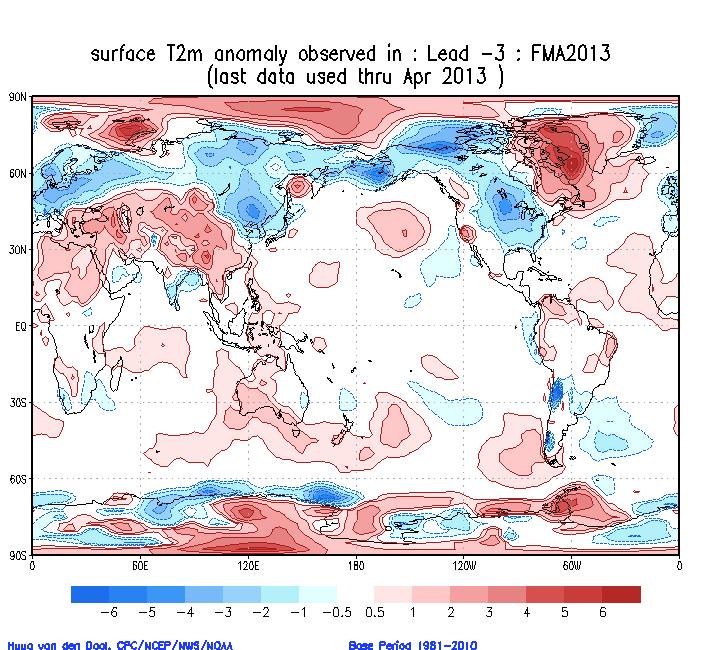 surface T2m anomaly observed in : Lead -3 : FMA2013
(last data used thru Apr 2013 )
90N
60N
30N
EQ
30S
60S
90S
0 60E 120E 180 120W 60W 0
-6 -5 -4 -3 -2 -1 -0.5 0.5 1 2 3 4 5 6
Huug van den Dool, CPC/NCEP/NWS/NOAA Base Period 1981-2010